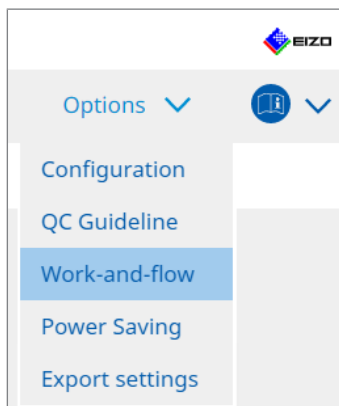 EIZO
Options
Configuration
QC Guideline
Work-and-flow
Power Saving
Export settings